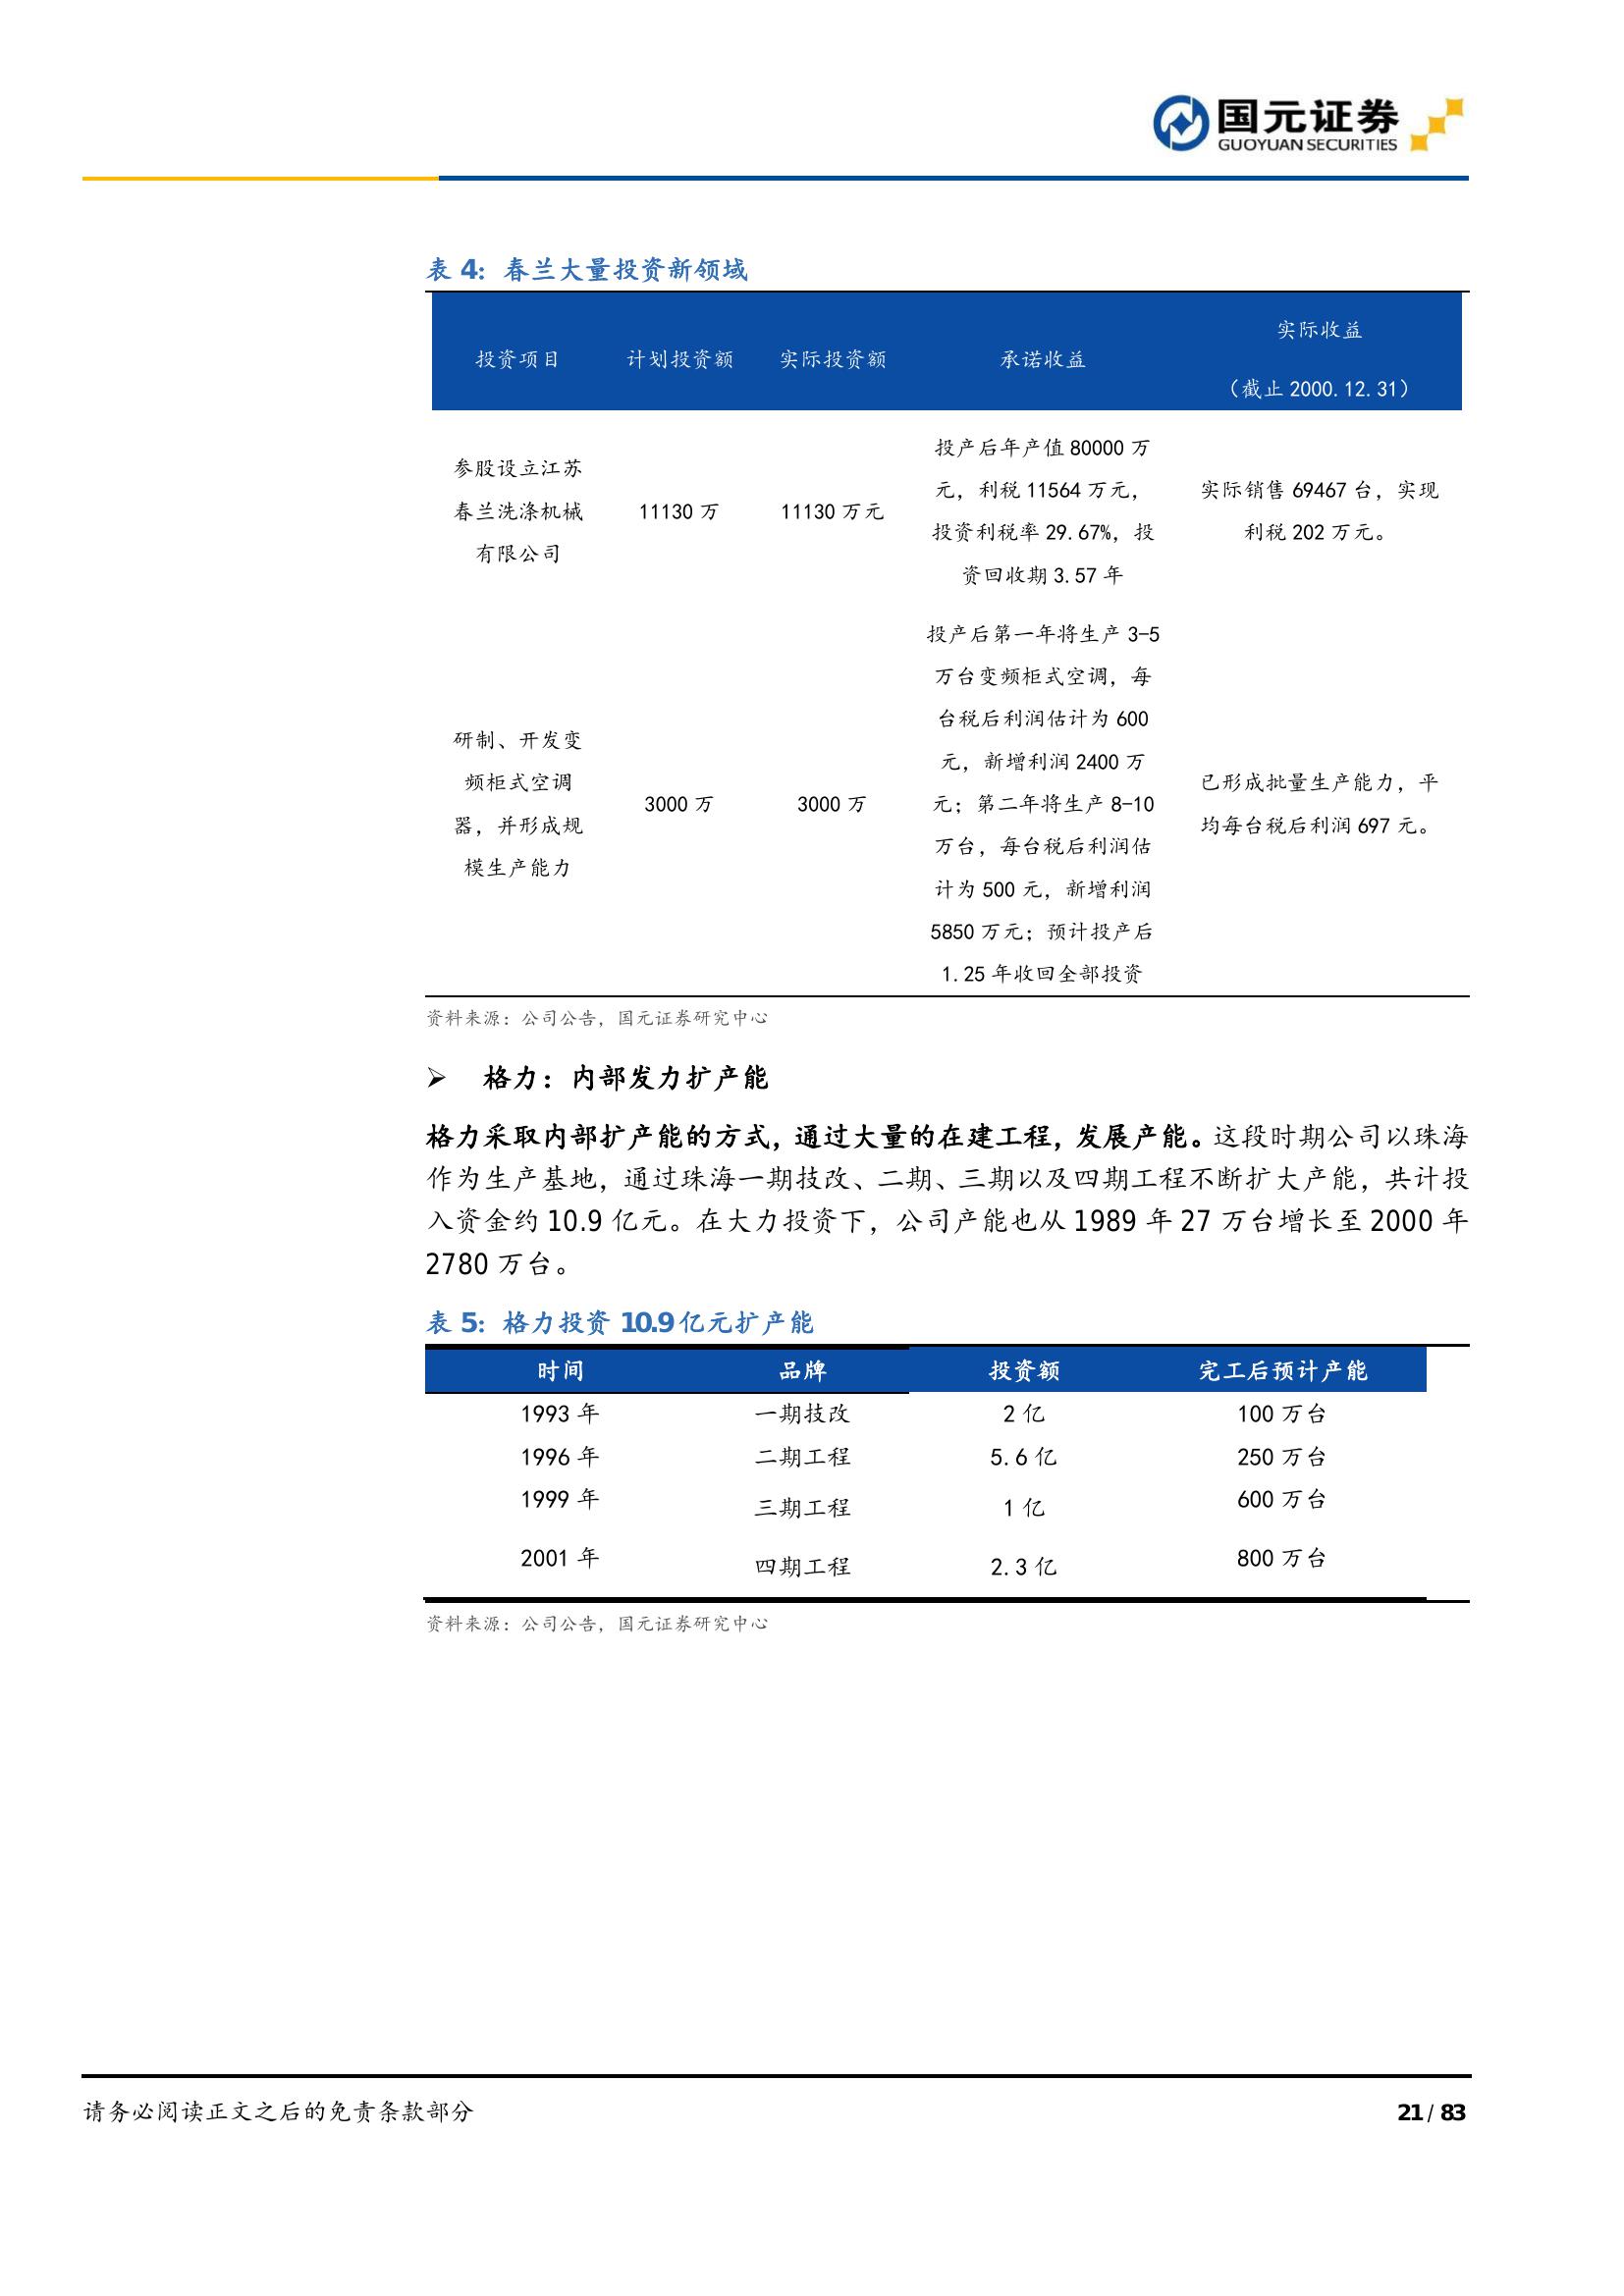 国元证券
GUOYUAN SECURITIES
表 4：春兰大量投资新领域
投资项目 计划投资额 实际投资额 承诺收益 实际收益
（截止 2000.12.31）
参股设立江苏
春兰洗涤机械
有限公司
11130 万
11130 万元
投产后年产值 80000 万
元，利税 11564 万元，
投资利税率 29.67%，投
资回收期 3.57 年
实际销售 69467 台，实现
利税 202 万元。
研制、开发变
频柜式空调
器，并形成规
模生产能力
3000 万
3000 万
投产后第一年将生产 3-5
万台变频柜式空调，每
台税后利润估计为 600
元，新增利润 2400 万
元；第二年将生产 8-10
万台，每台税后利润估
计为 500 元，新增利润
5850 万元；预计投产后
1.25 年收回全部投资
已形成批量生产能力，平
均每台税后利润 697 元。
资料来源：公司公告，国元证券研究中心
➢ 格力：内部发力扩产能
格力采取内部扩产能的方式，通过大量的在建工程，发展产能。这段时期公司以珠海
作为生产基地，通过珠海一期技改、二期、三期以及四期工程不断扩大产能，共计投
入资金约 10.9 亿元。在大力投资下，公司产能也从 1989 年 27 万台增长至 2000 年
2780 万台。
表 5：格力投资 10.9 亿元扩产能
时间 品牌 投资额 完工后预计产能
1993 年 一期技改 2 亿 100 万台
1996 年 二期工程 5.6 亿 250 万台
1999 年 三期工程 1 亿 600 万台
2001 年 四期工程 2.3 亿 800 万台
资料来源：公司公告，国元证券研究中心
请务必阅读正文之后的免责条款部分 21 / 83